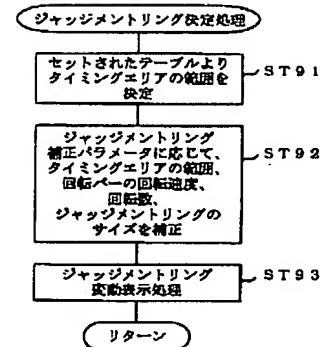 ジャッジメントリング決定処理
セットされたテーブルより
タイミングエリアの範囲を
決定
ST91
ジャッジメントリング
補正パラメータに応じて、
タイミングエリアの範囲、
回転バーの回転速度、
回転数、
ジャッジメントリングの
サイズを補正
ST92
ジャッジメントリング
変動表示処理
ST93
リターン